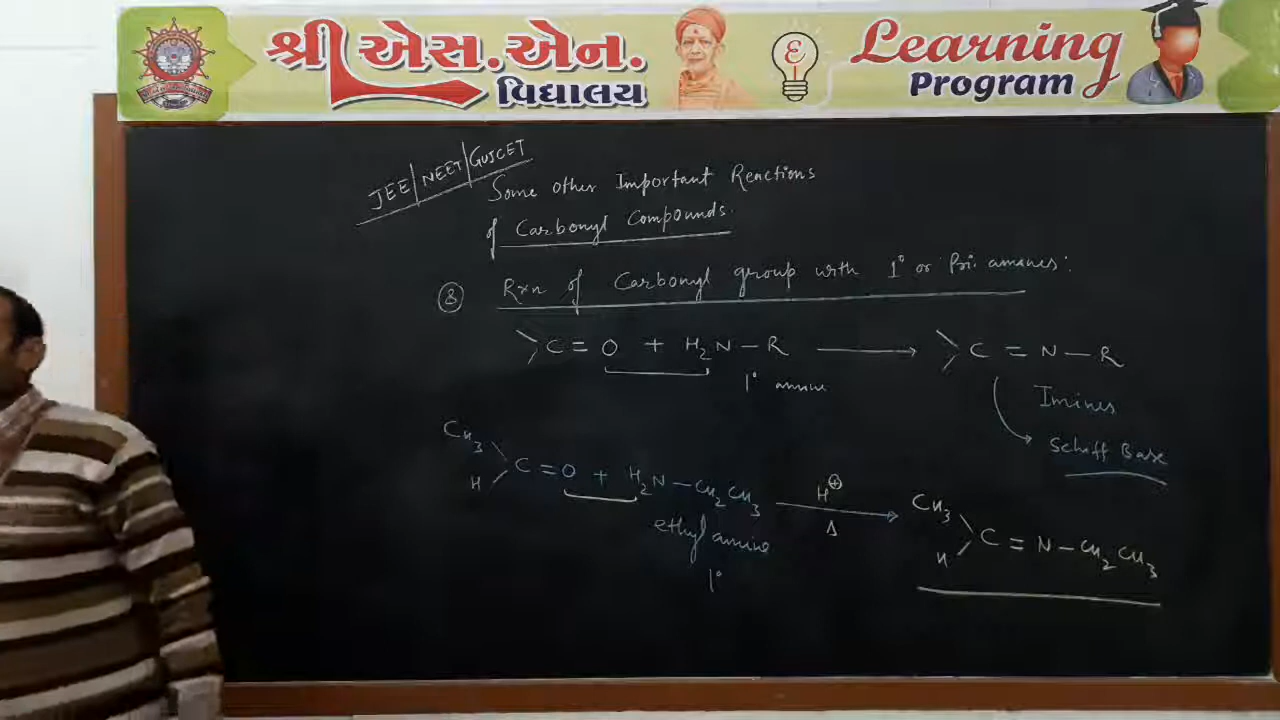 શ્રી એસ.એન.
વિદ્યાલય
Learning
Program
JEE/NEET/GUJCET
Some other Important Reactions
of Carbonyl Compounds.
⑧ Rxn of Carbonyl group with 1° or Pri. amines:
>C=O + H₂N-R → >C=N-R
1° amine
Imines
Schiff Base
CH₃
H
C=O + H₂N-CH₂CH₃
H⊕
Δ
CH₃
H
C=N-CH₂CH₃
ethyl amine
1°